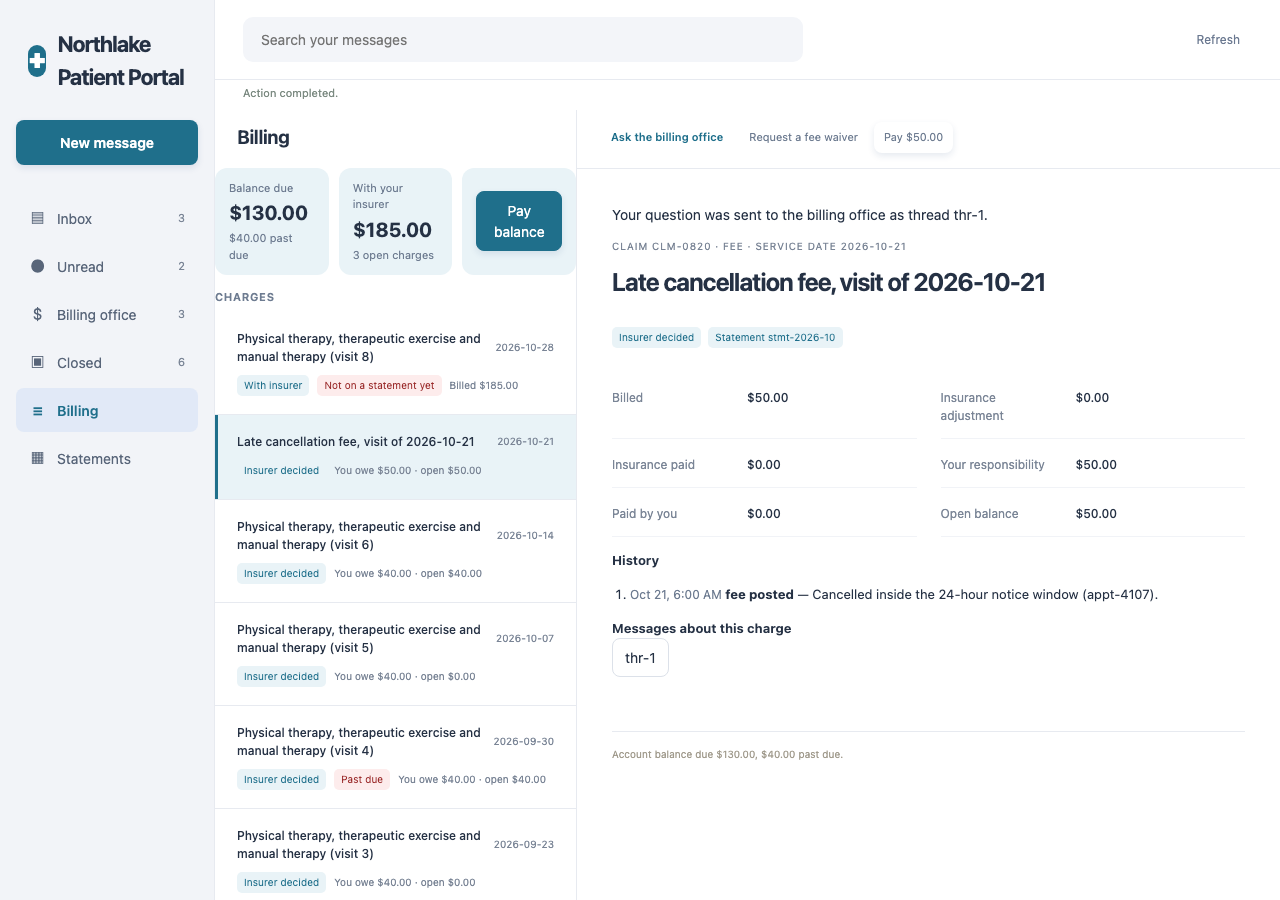 Northlake
Patient Portal
New message
Inbox 3
Unread 2
Billing office 3
Closed 6
Billing
Statements
Search your messages
Refresh
Action completed.
Billing
Balance due
$130.00
$40.00 past
due
With your
insurer
$185.00
3 open charges
Pay
balance
CHARGES
Physical therapy, therapeutic exercise and
manual therapy (visit 8)
2026-10-28
With insurer Not on a statement yet Billed $185.00
Late cancellation fee, visit of 2026-10-21 2026-10-21
Insurer decided You owe $50.00 · open $50.00
Physical therapy, therapeutic exercise and
manual therapy (visit 6)
2026-10-14
Insurer decided You owe $40.00 · open $40.00
Physical therapy, therapeutic exercise and
manual therapy (visit 5)
2026-10-07
Insurer decided You owe $40.00 · open $0.00
Physical therapy, therapeutic exercise and
manual therapy (visit 4)
2026-09-30
Insurer decided Past due You owe $40.00 · open $40.00
Physical therapy, therapeutic exercise and
manual therapy (visit 3)
2026-09-23
Insurer decided You owe $40.00 · open $0.00
Ask the billing office Request a fee waiver Pay $50.00
Your question was sent to the billing office as thread thr-1.
CLAIM CLM-0820 · FEE · SERVICE DATE 2026-10-21
Late cancellation fee, visit of 2026-10-21
Insurer decided Statement stmt-2026-10
Billed $50.00
Insurance
adjustment
$0.00
Insurance paid $0.00
Your responsibility $50.00
Paid by you $0.00
Open balance $50.00
History
1. Oct 21, 6:00 AM fee posted — Cancelled inside the 24-hour notice window (appt-4107).
Messages about this charge
thr-1
Account balance due $130.00, $40.00 past due.